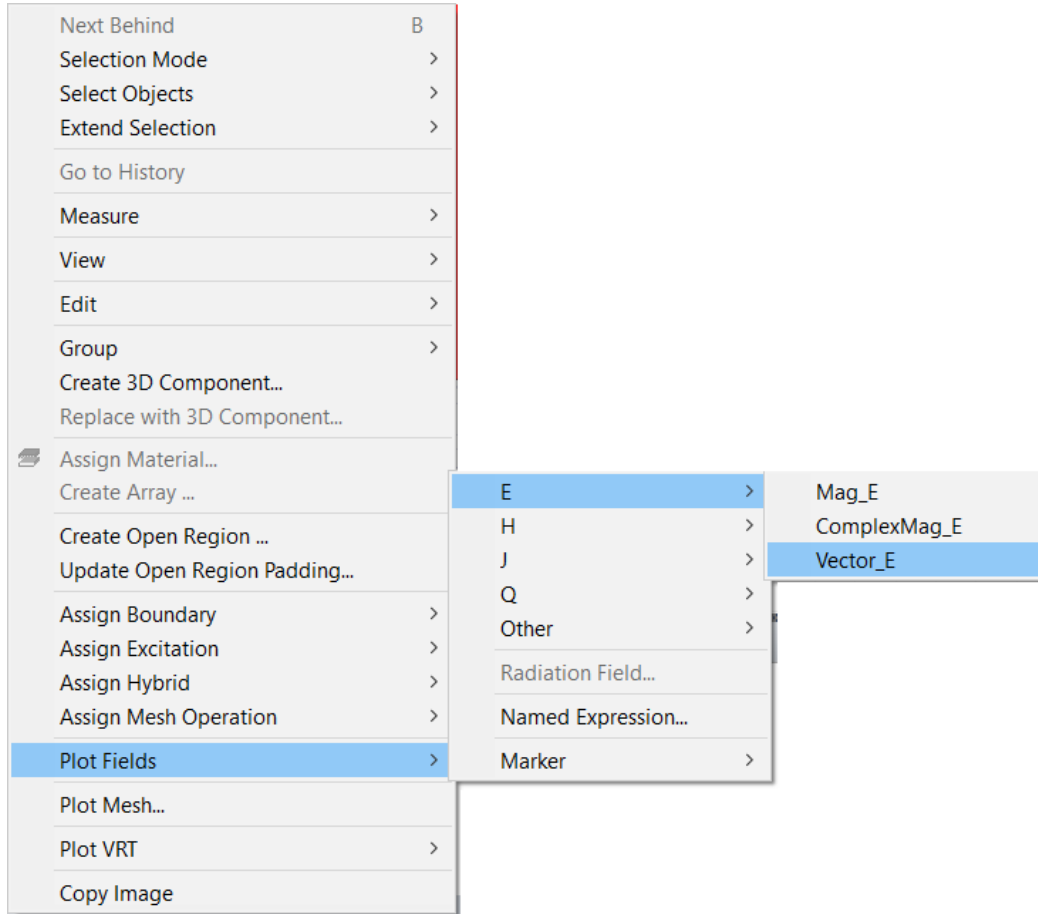 Next Behind B
Selection Mode
Select Objects
Extend Selection
Go to History
Measure
View
Edit
Group
Create 3D Component...
Replace with 3D Component...
Assign Material...
Create Array ...
Create Open Region ...
Update Open Region Padding...
Assign Boundary
Assign Excitation
Assign Hybrid
Assign Mesh Operation
Plot Fields
Plot Mesh...
Plot VRT
Copy Image
E
H
J
Q
Other
Radiation Field...
Named Expression...
Marker
Mag_E
ComplexMag_E
Vector_E